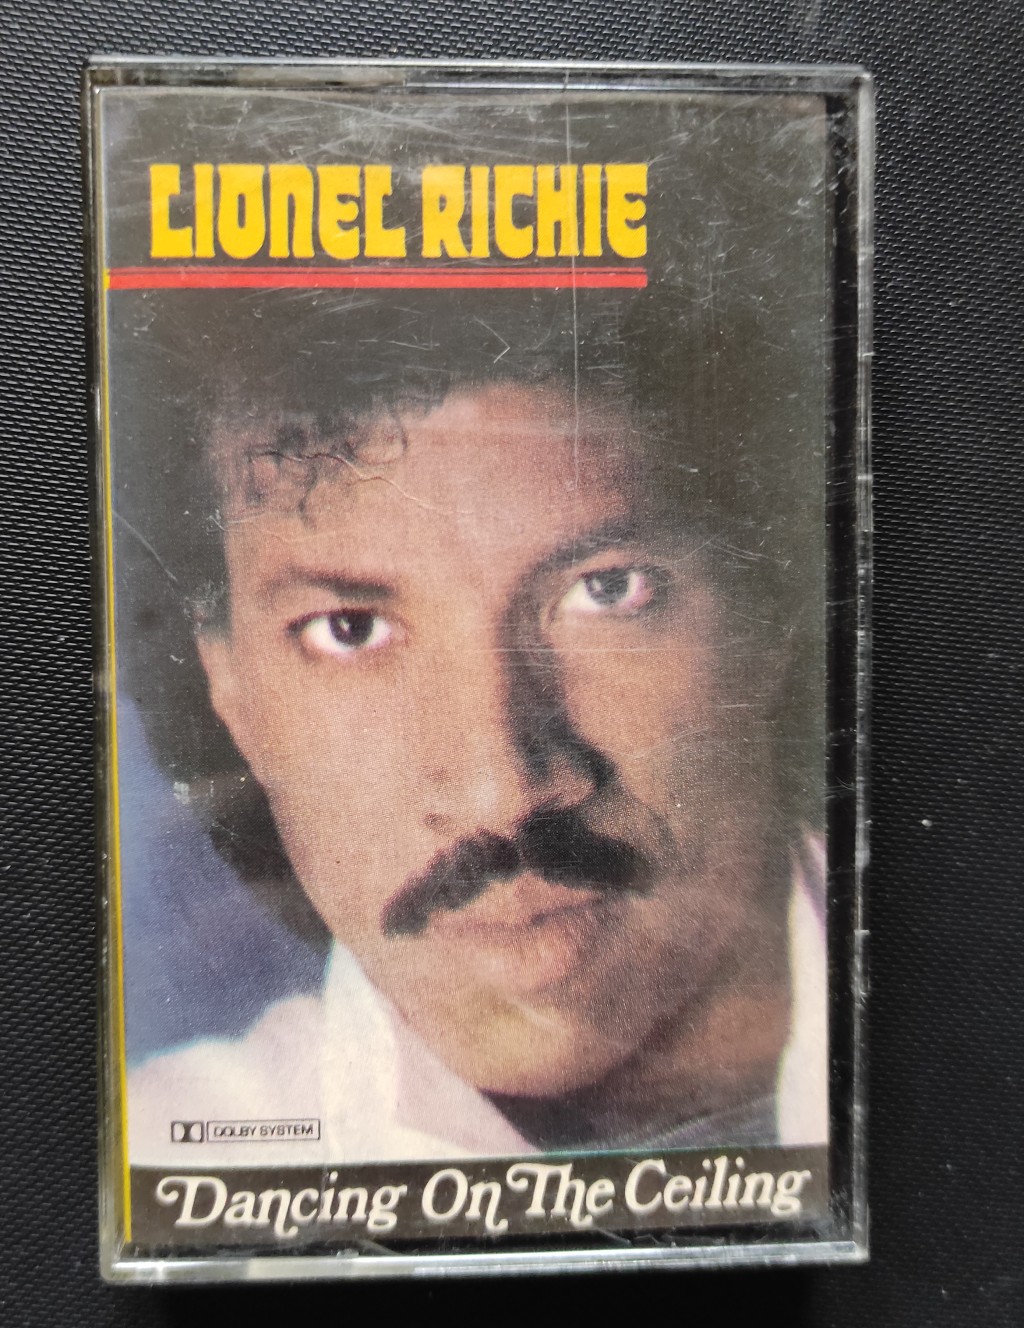 LIONEL RICHIE
DOLBY SYSTEM
Dancing On The Ceiling